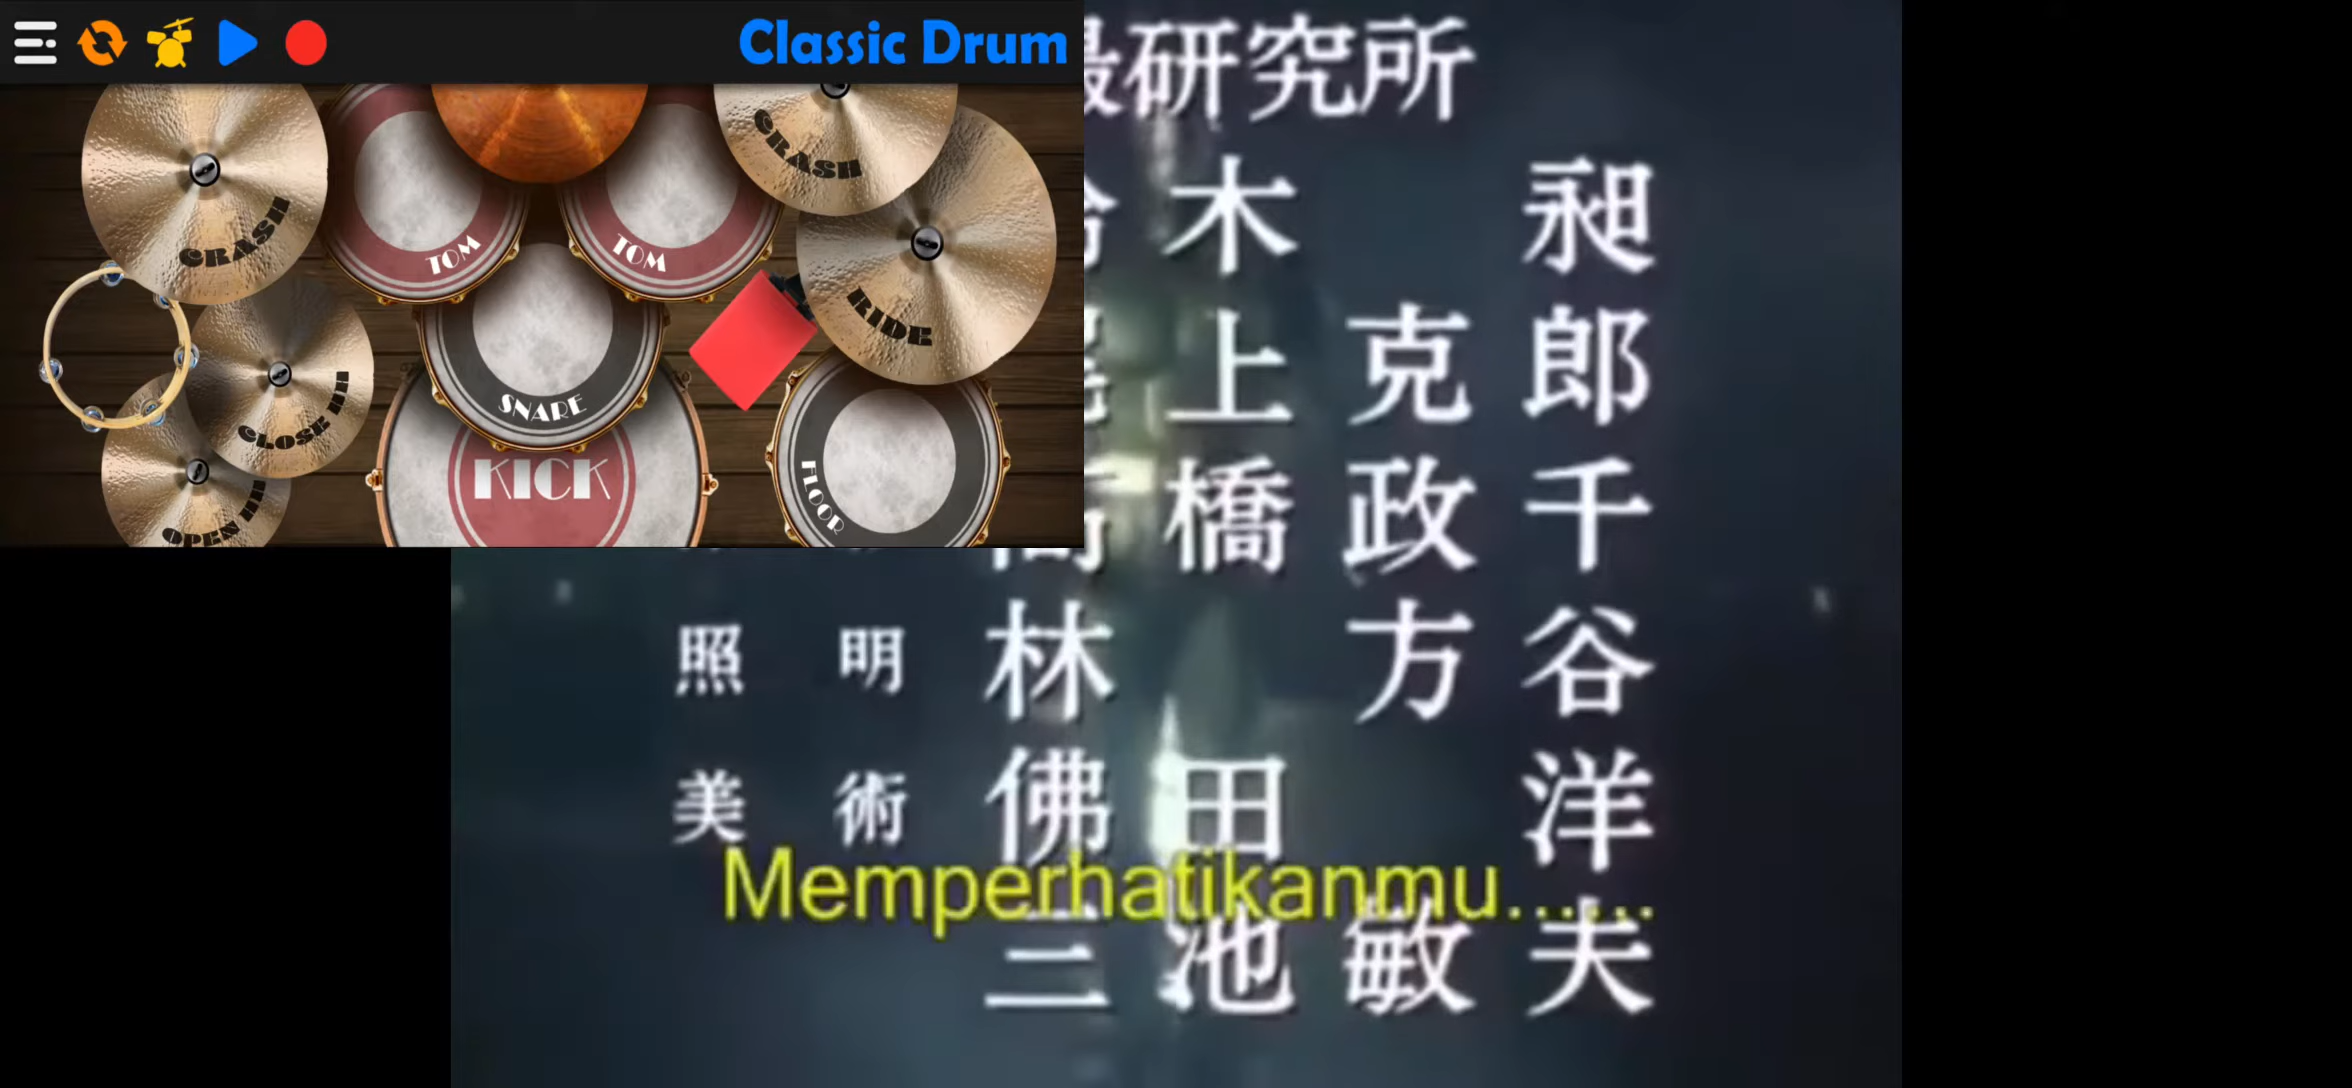 Classic Drum
CRASH
TOM
TOM
CRASH
RIDE
SNARE
CLOSE HH
KICK
FLOOR
OPEN HH
研究所
木 昶
上克郎
橋政千
照 明 林 方谷
美 術 佛田 洋
Memperhatikanmu......
三池敏夫